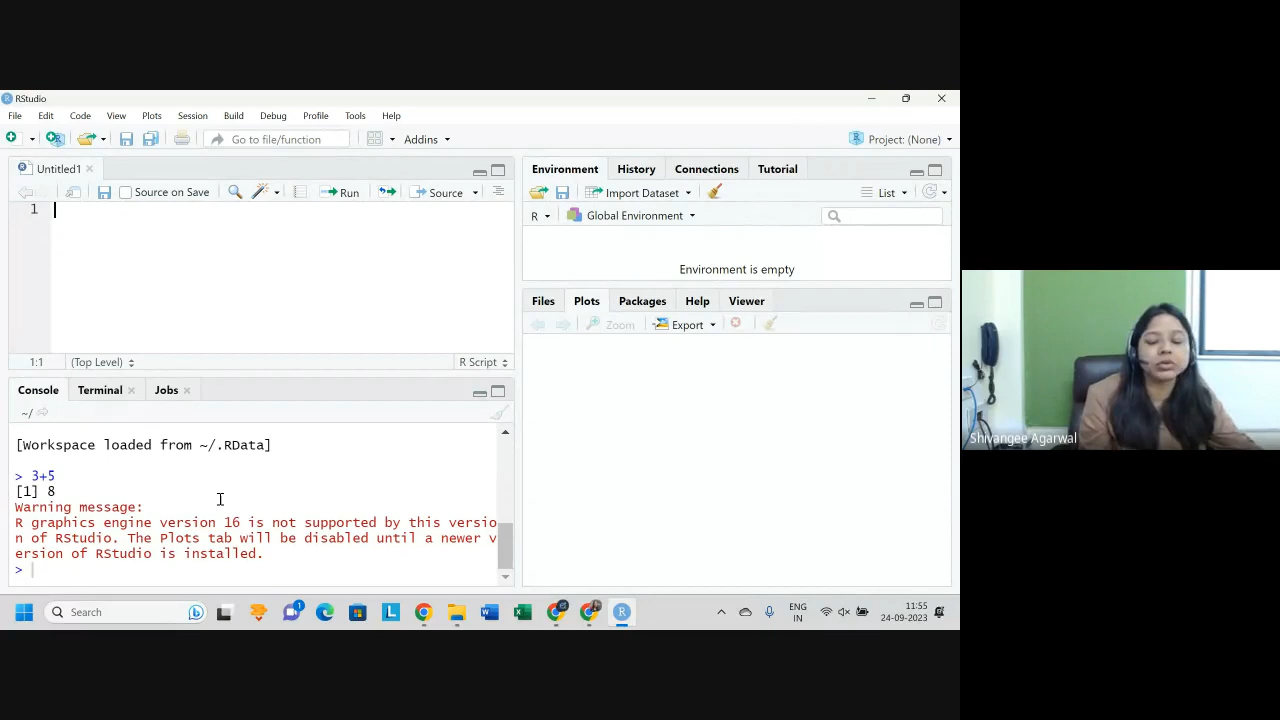 RStudio
File Edit Code View Plots Session Build Debug Profile Tools Help
Go to file/function Addins Project: (None)
Untitled1
Source on Save Run Source
1
1:1 (Top Level) R Script
Console Terminal Jobs
~/
[Workspace loaded from ~/.RData]
> 3+5
[1] 8
Warning message:
R graphics engine version 16 is not supported by this versio
n of RStudio. The Plots tab will be disabled until a newer v
ersion of RStudio is installed.
>
Environment History Connections Tutorial
Import Dataset List
R Global Environment
Environment is empty
Files Plots Packages Help Viewer
Zoom Export
Shivangee Agarwal
Search 1 L W X R ENG 11:55
IN 24-09-2023